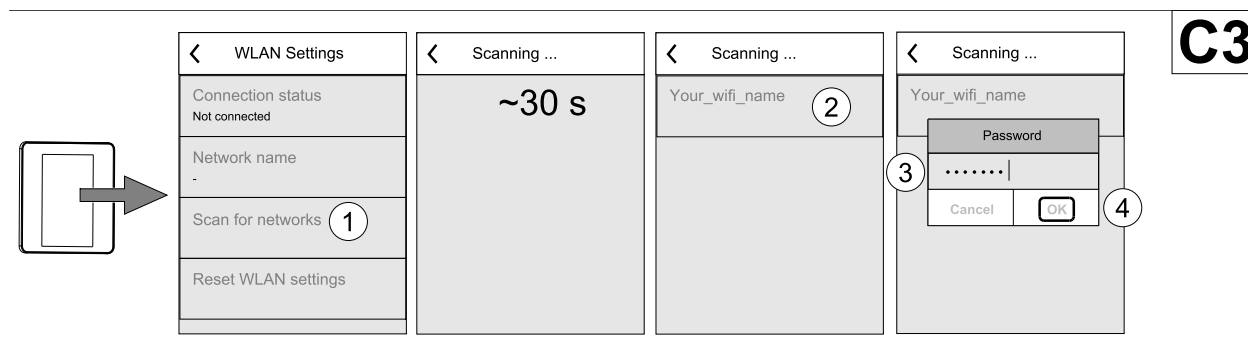 C3
WLAN Settings
Connection status
Not connected
Network name
-
Scan for networks 1
Reset WLAN settings
Scanning ...
~30 s
Scanning ...
Your_wifi_name
2
Scanning ...
Your_wifi_name
Password
3
•••••••|
Cancel OK
4